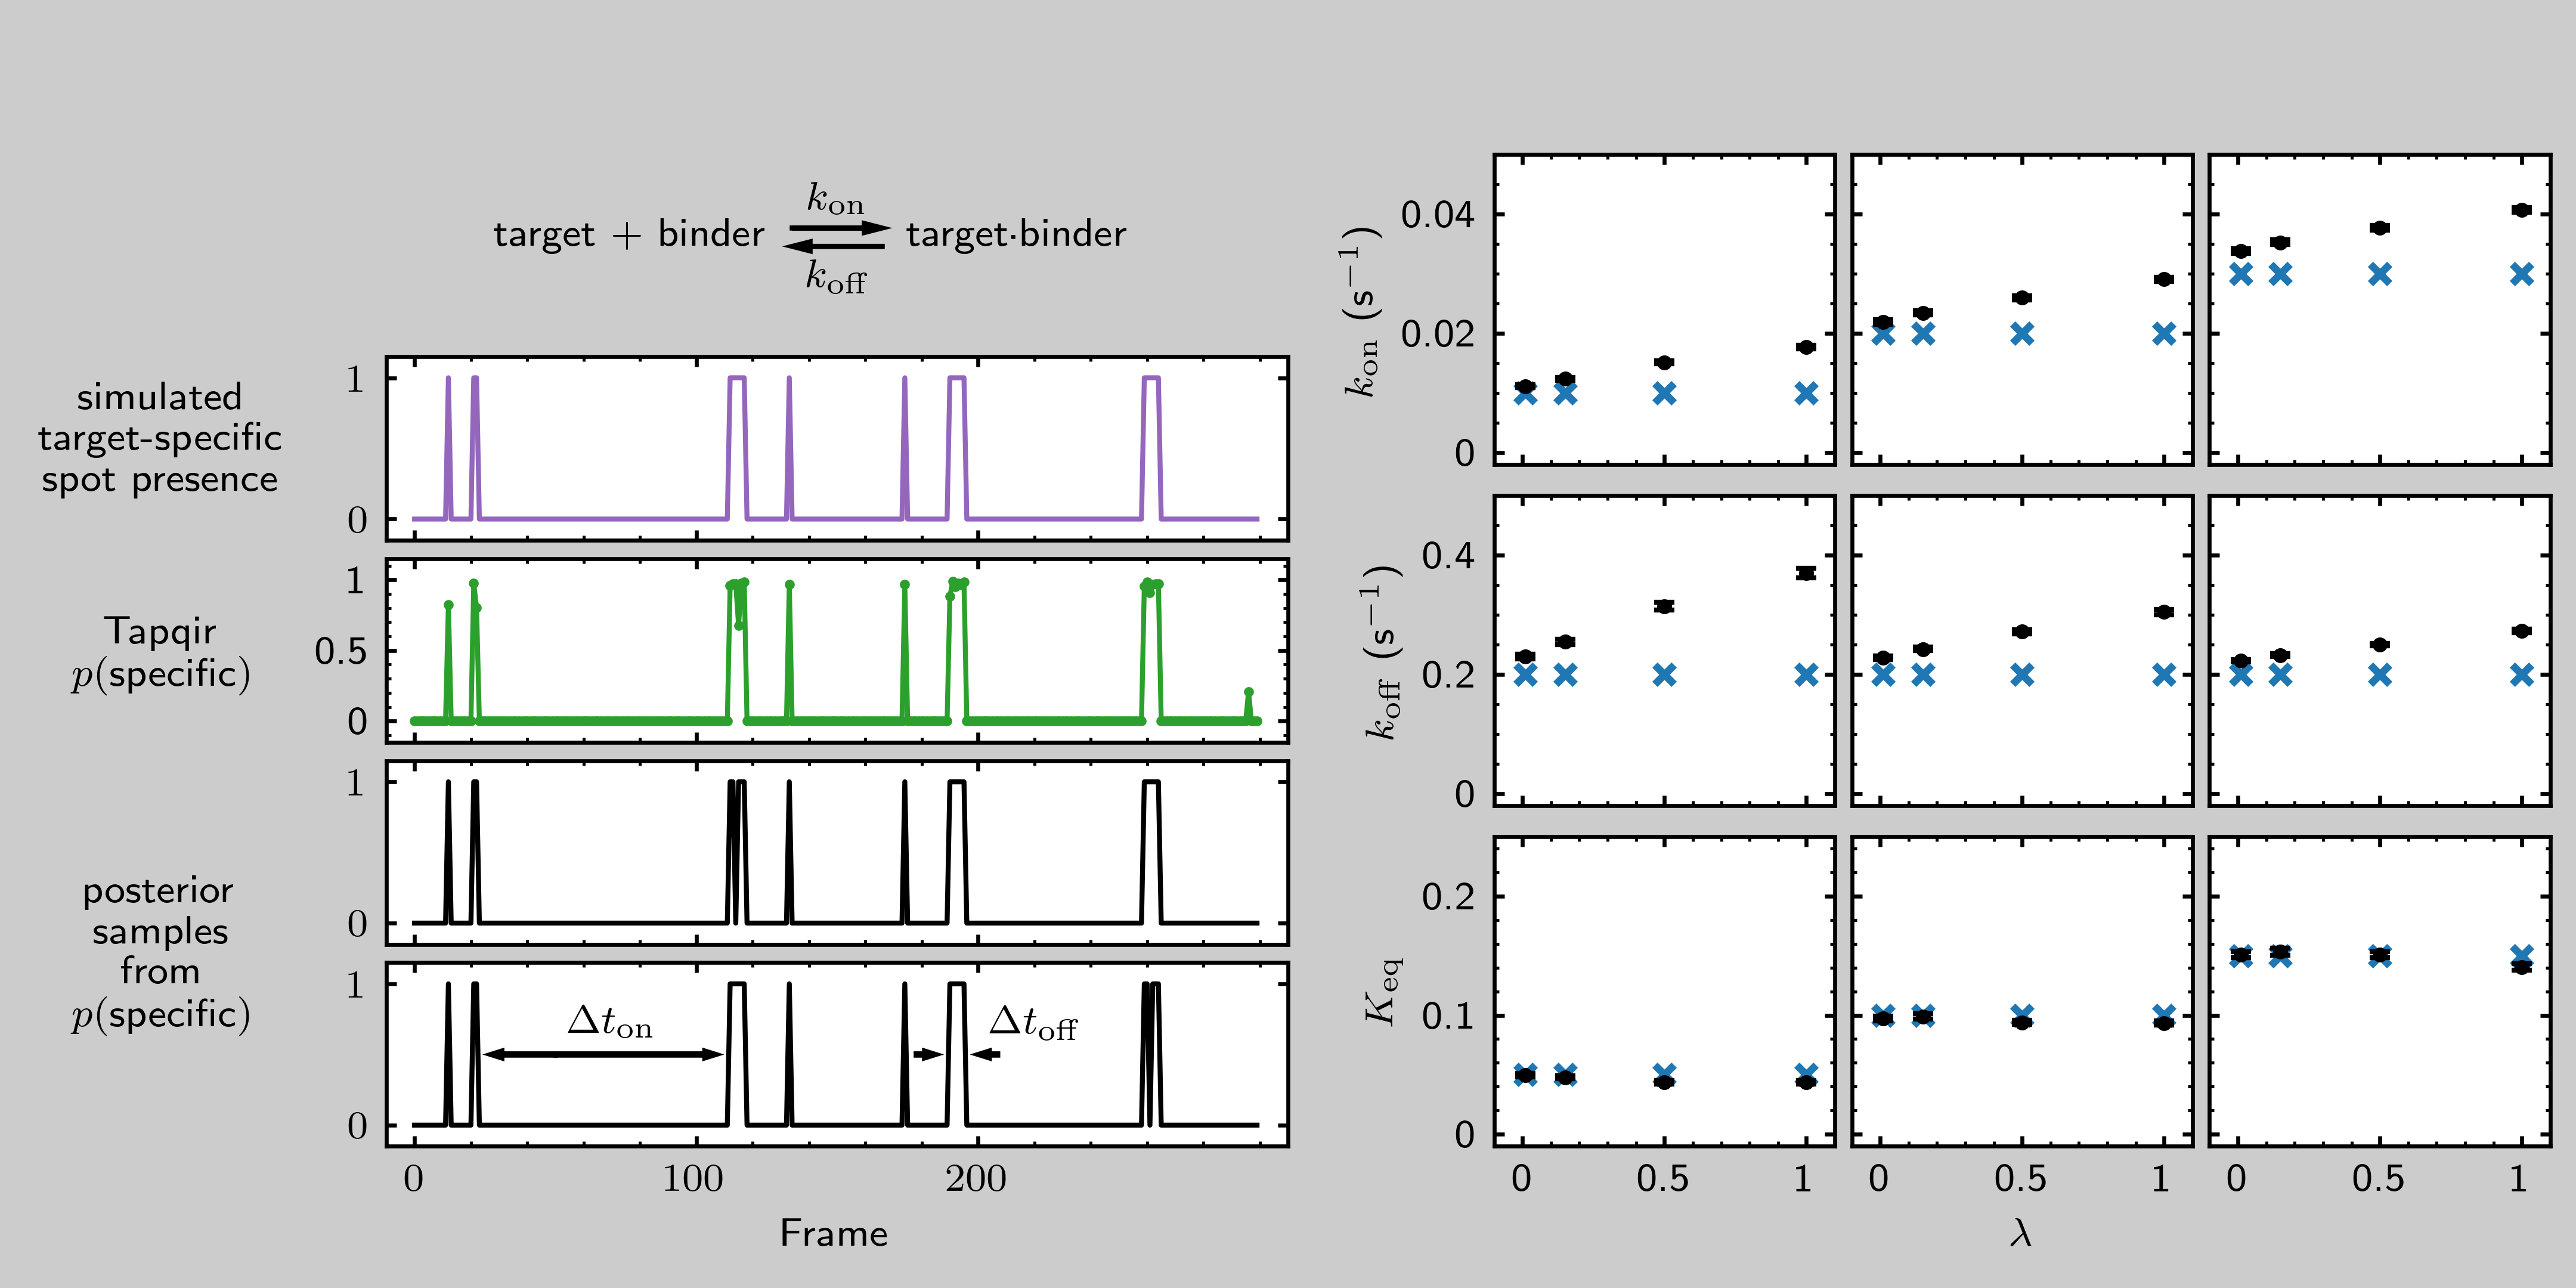 k_on
target + binder ⇌ target·binder
k_off
simulated
target-specific
spot presence
1
0
Tapqir
p(specific)
1
0.5
0
posterior
samples
from
p(specific)
1
0
1
0
Δt_on
Δt_off
0 100 200
Frame
k_on (s⁻¹)
0.04
0.02
0
k_off (s⁻¹)
0.4
0.2
0
K_eq
0.2
0.1
0
0 0.5 1
0 0.5 1
0 0.5 1
λ